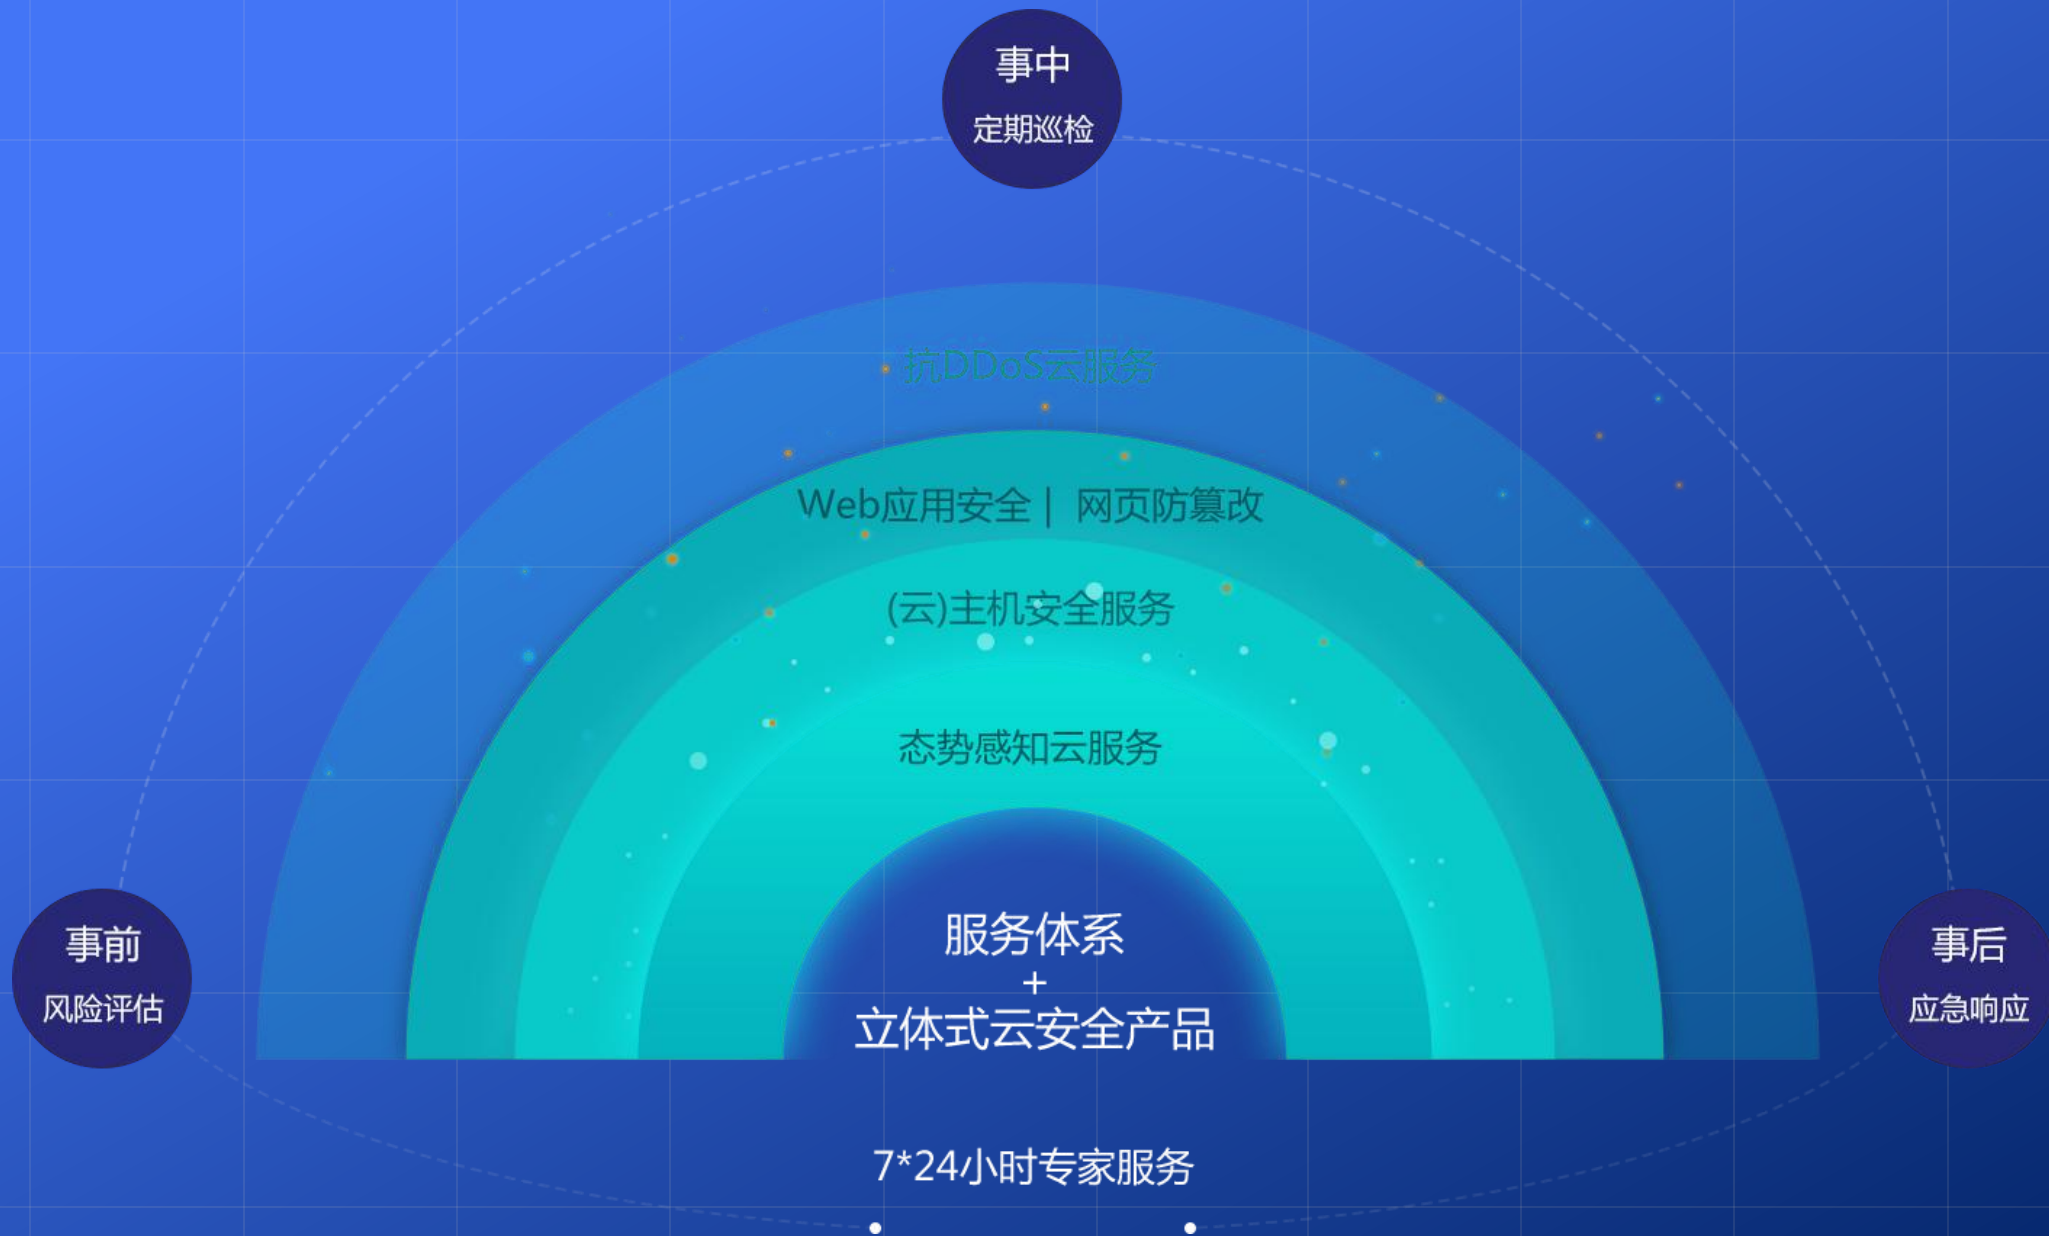 事中
定期巡检
抗DDoS云服务
Web应用安全 | 网页防篡改
(云)主机安全服务
态势感知云服务
服务体系
+
立体式云安全产品
事前
风险评估
事后
应急响应
7*24小时专家服务